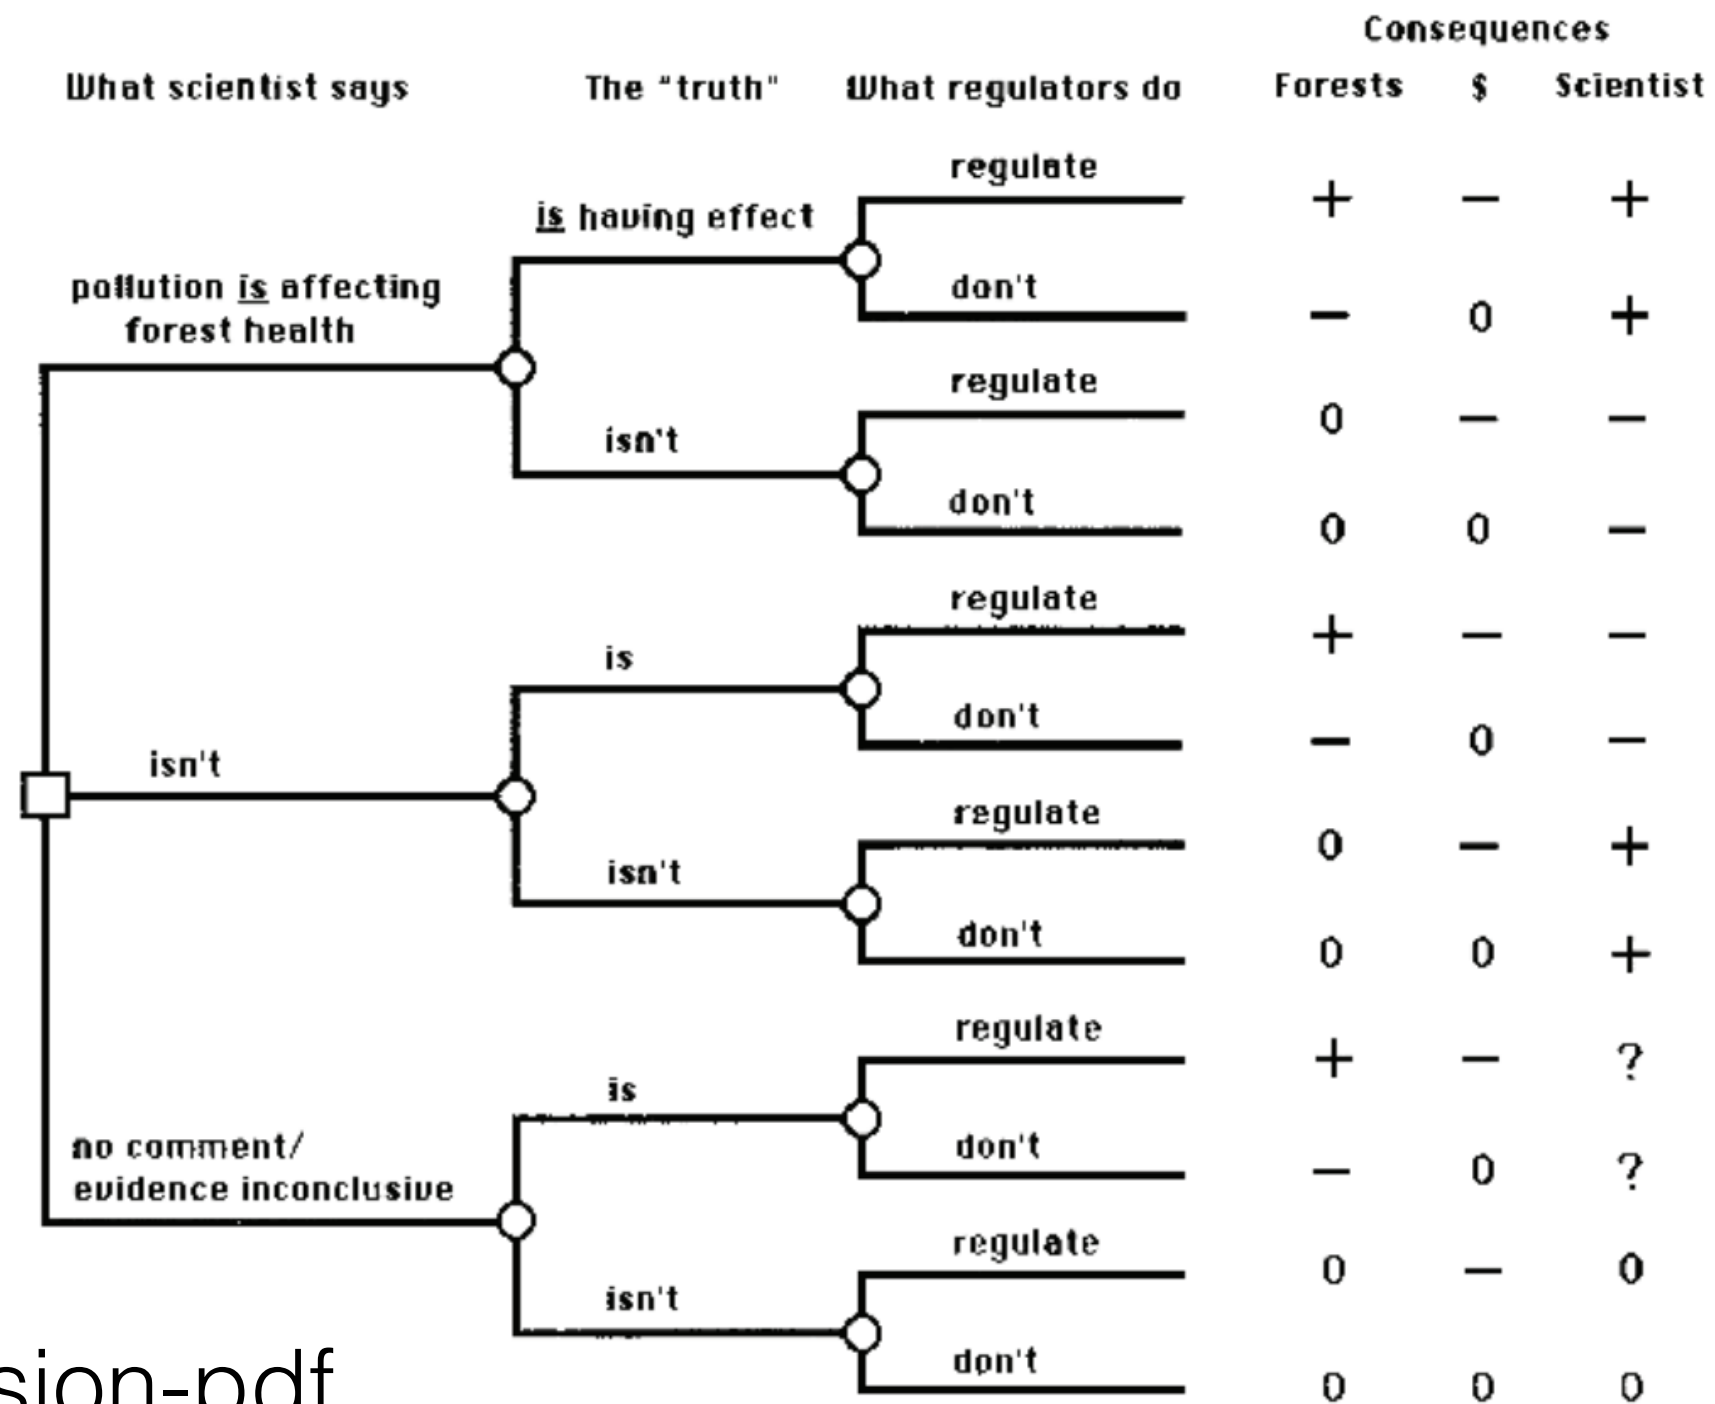 Consequences
What scientist says The "truth" What regulators do Forests $ Scientist
regulate
is having effect + − +
pollution is affecting don't
forest health − 0 +
regulate
isn't 0 − −
don't
0 0 −
regulate
is + − −
don't
isn't − 0 −
regulate
isn't 0 − +
don't
0 0 +
regulate
is + − ?
no comment/ don't
evidence inconclusive − 0 ?
regulate
isn't 0 − 0
don't
0 0 0
sion-pdf